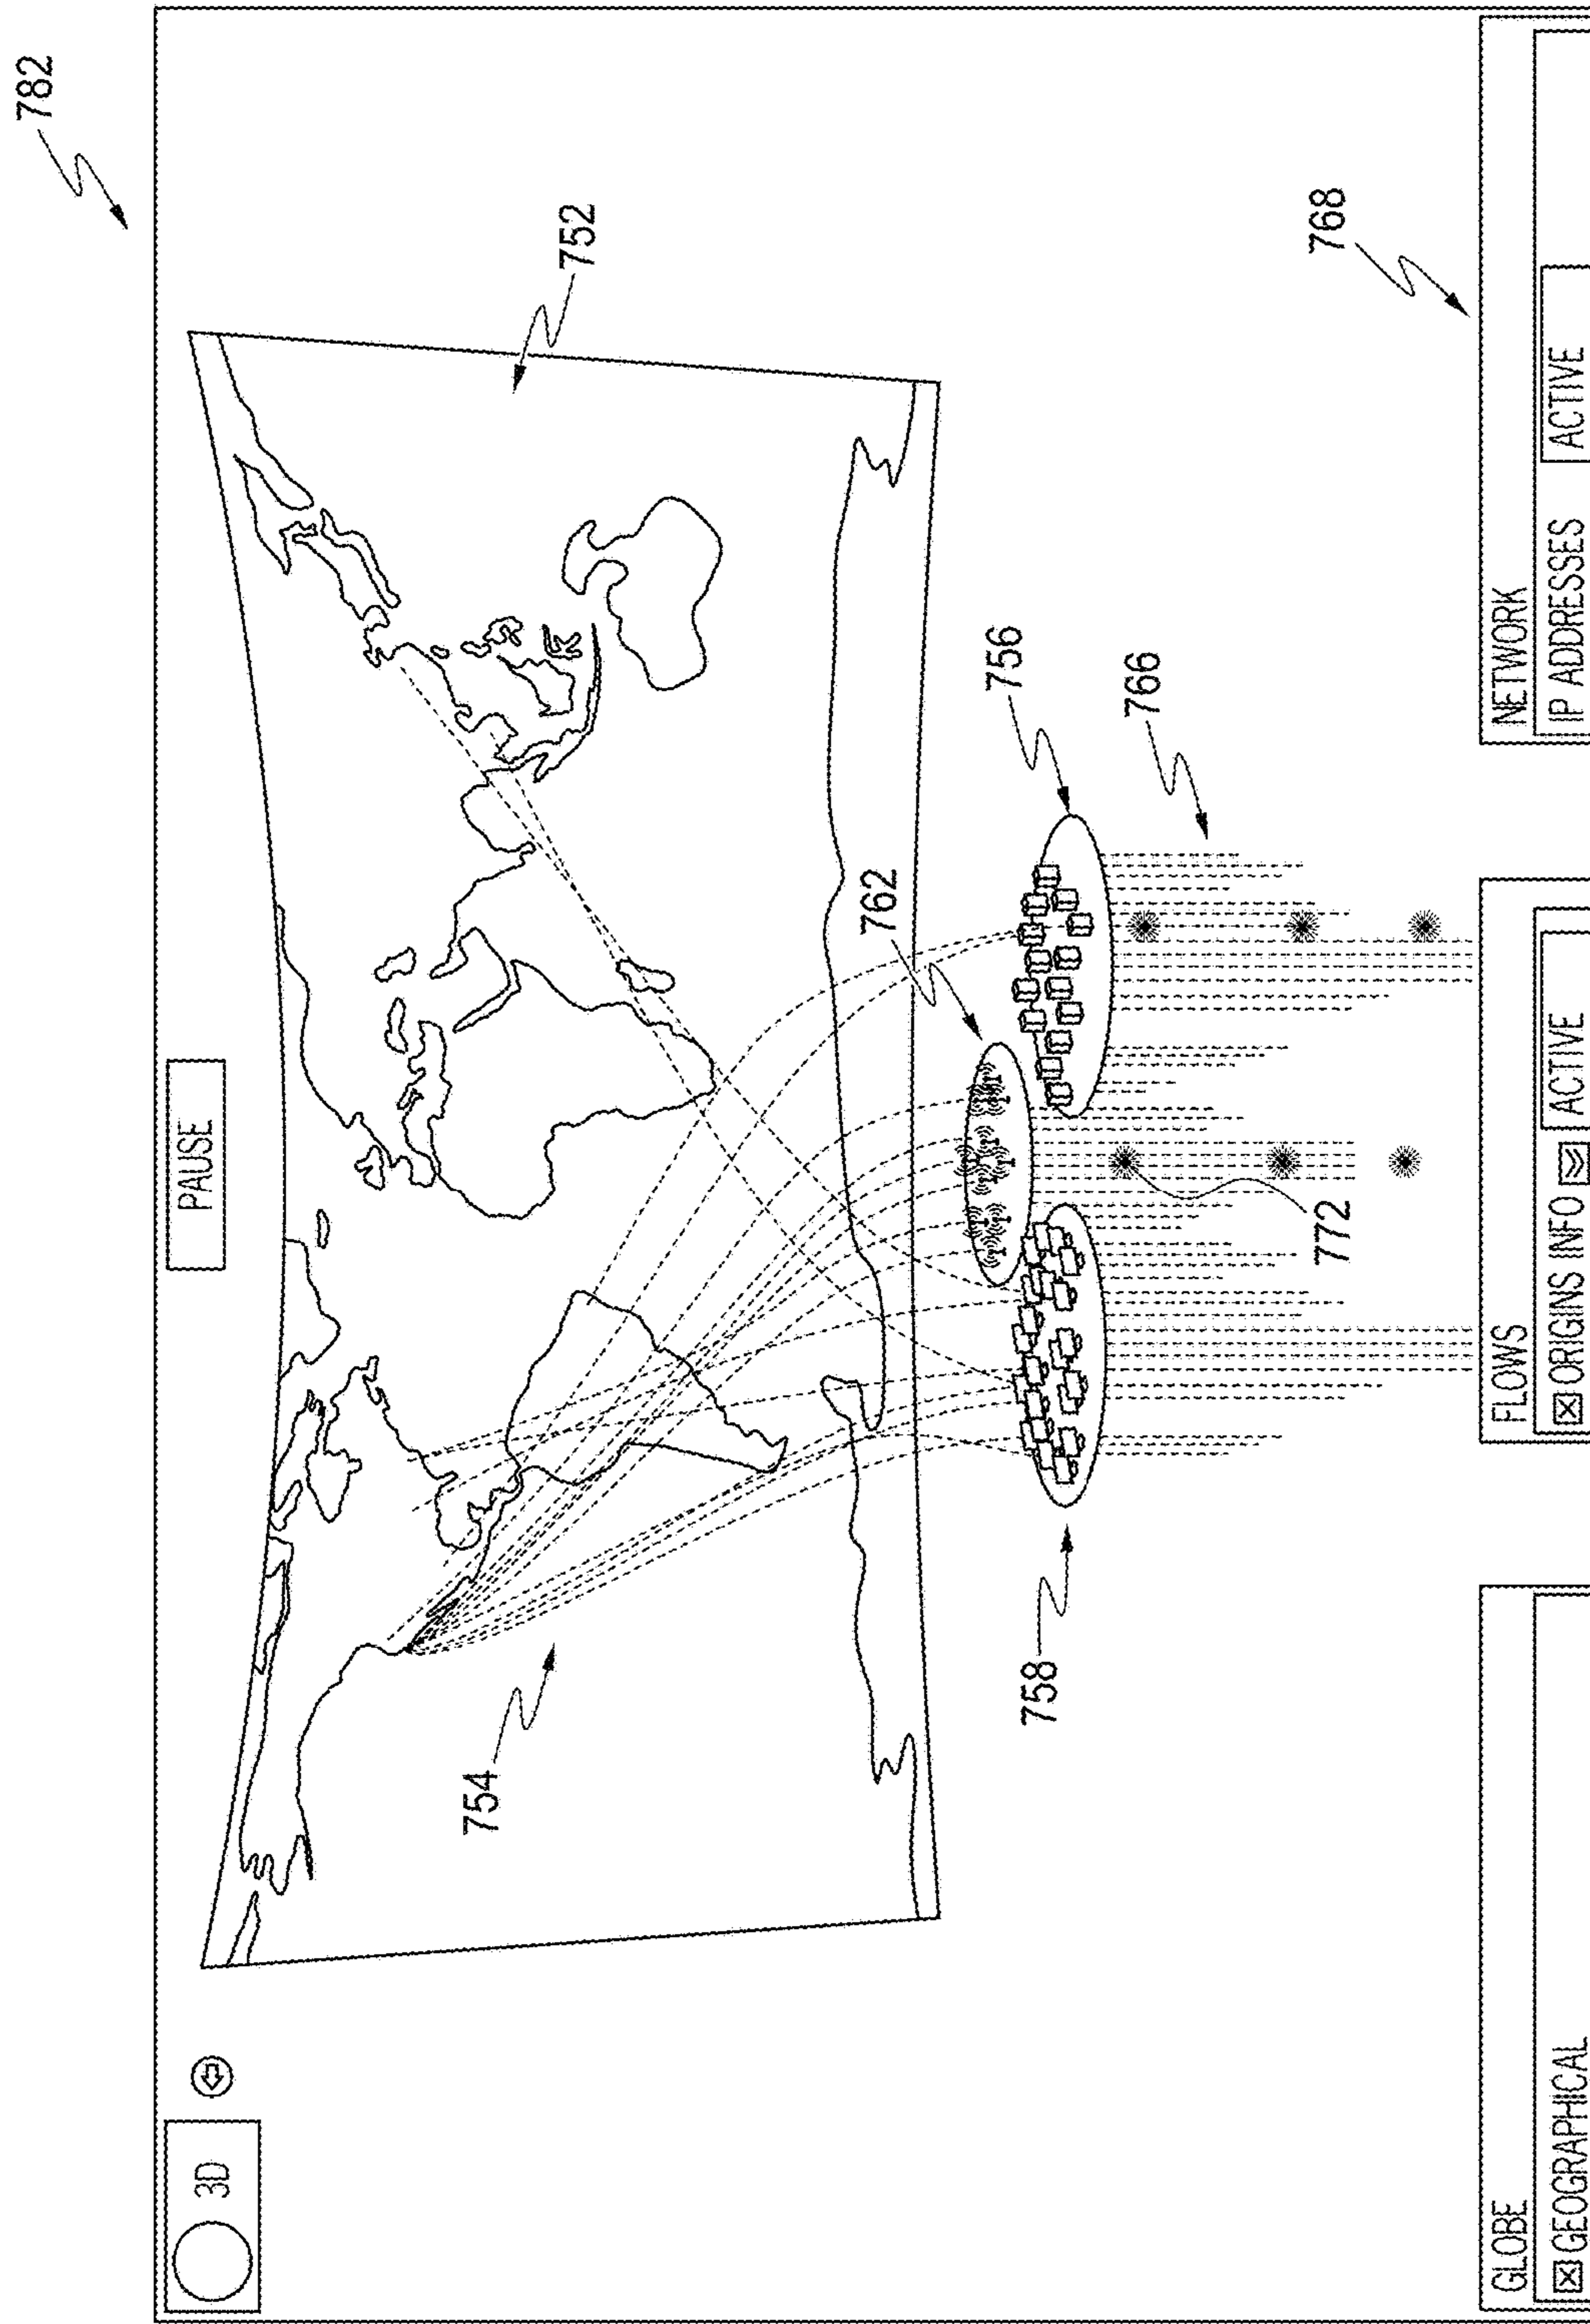 782
3D
PAUSE
752
754
762
756
766
758
772
768
GLOBE
GEOGRAPHICAL
FLOWS
ORIGINS INFO
ACTIVE
NETWORK
IP ADDRESSES
ACTIVE